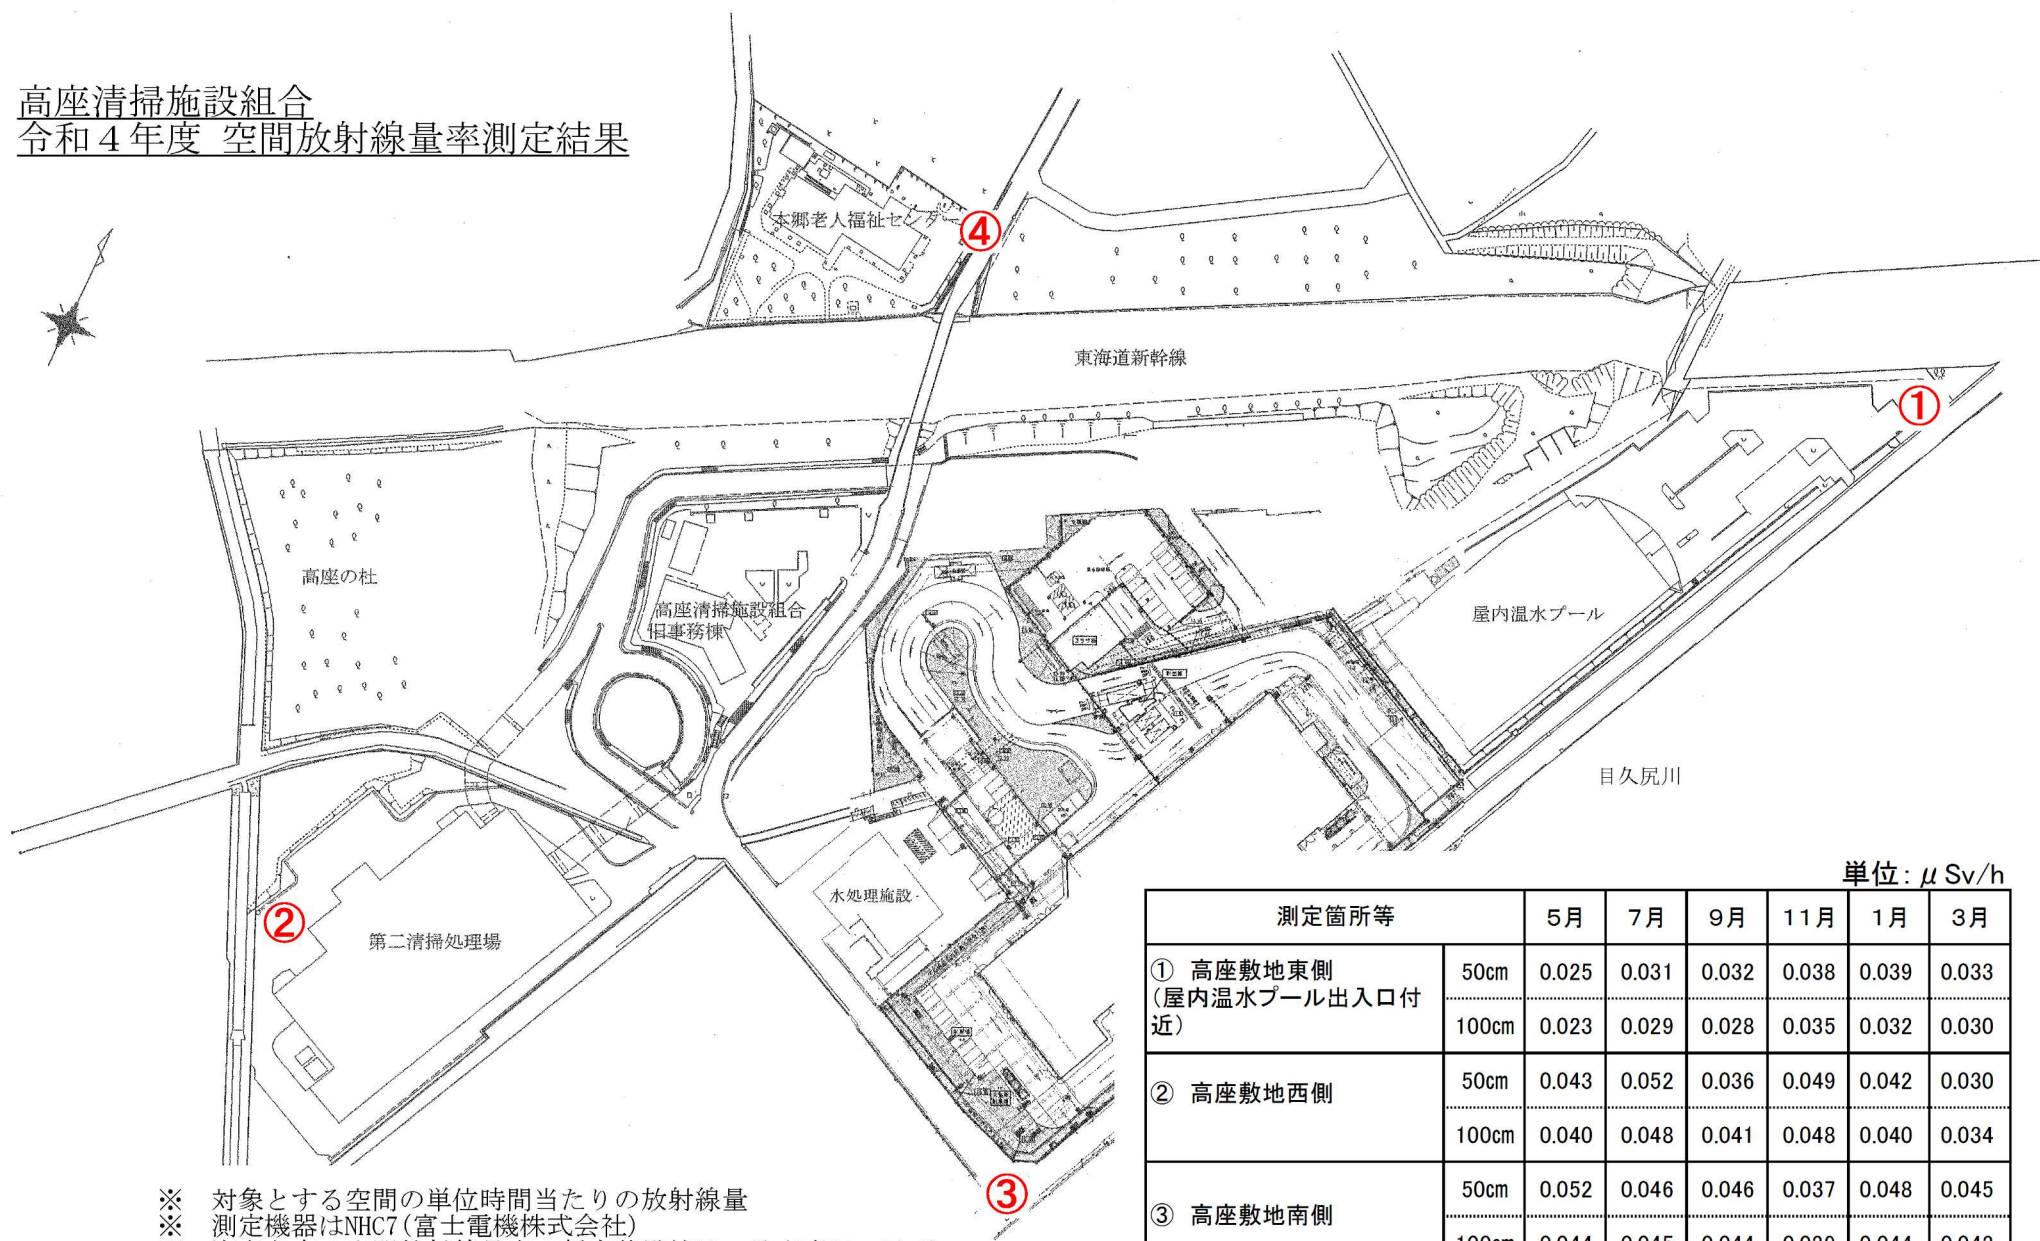 高座清掃施設組合
令和４年度 空間放射線量率測定結果
本郷老人福祉センター
④
東海道新幹線
①
高座の杜
高座清掃施設組合
旧事務棟
屋内温水プール
目久尻川
水処理施設
②
第二清掃処理場
③
単位：μSv/h
測定箇所等 5月 7月 9月 11月 1月 3月
① 高座敷地東側
（屋内温水プール出入口付
近）
50cm 0.025 0.031 0.032 0.038 0.039 0.033
100cm 0.023 0.029 0.028 0.035 0.032 0.030
② 高座敷地西側
50cm 0.043 0.052 0.036 0.049 0.042 0.030
100cm 0.040 0.048 0.041 0.048 0.040 0.034
③ 高座敷地南側
50cm 0.052 0.046 0.046 0.037 0.048 0.045
※ 対象とする空間の単位時間当たりの放射線量
※ 測定機器はNHC7(富士電機株式会社)